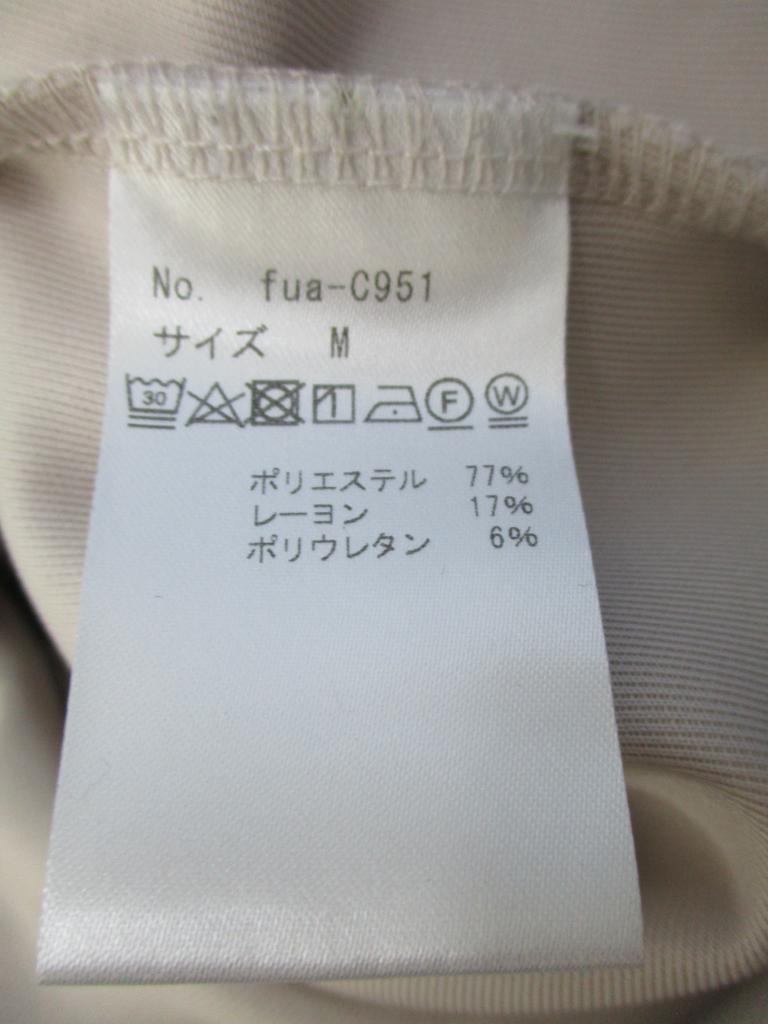 No. fua-C951
サイズ M
30 F W
ポリエステル 77%
レーヨン 17%
ポリウレタン 6%